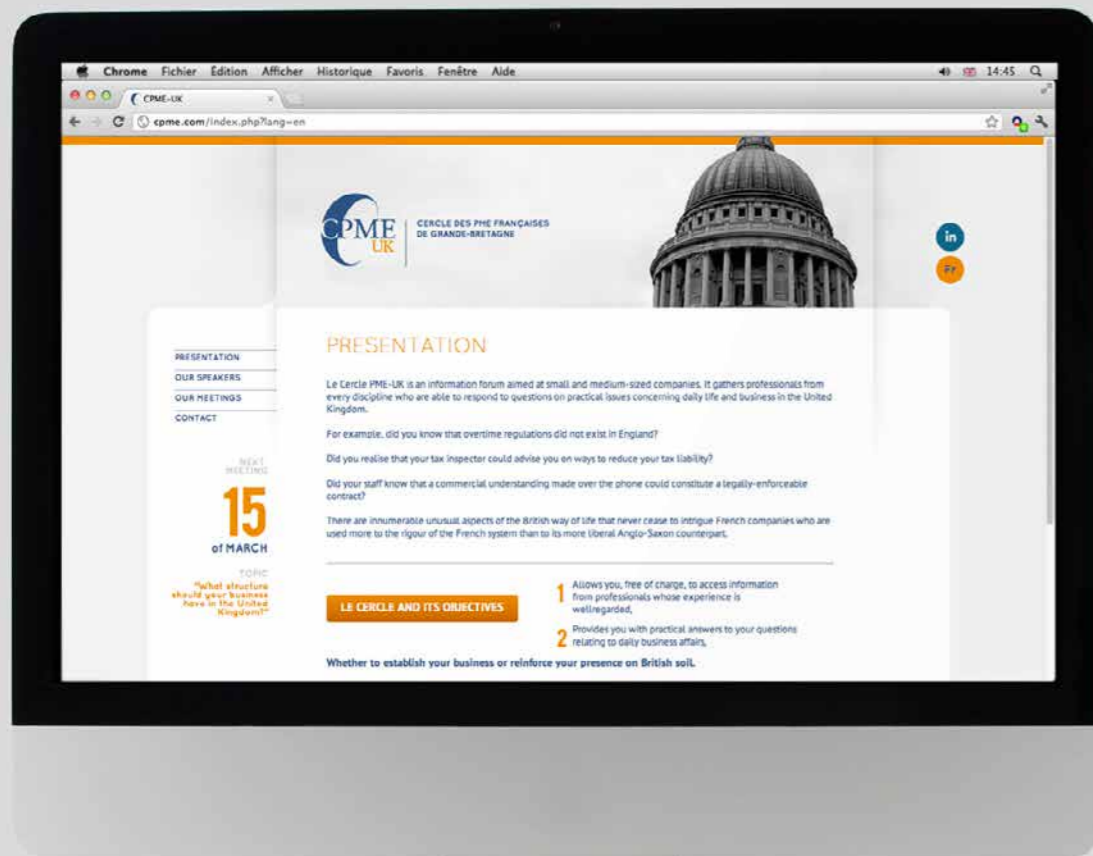 Chrome Fichier Édition Afficher Historique Favoris Fenêtre Aide 14:45
CPME-UK
cpme.com/index.php?lang=en
CPME
UK
CERCLE DES PME FRANÇAISES
DE GRANDE-BRETAGNE
in
Fr
PRESENTATION
OUR SPEAKERS
OUR MEETINGS
CONTACT
NEXT
MEETING
15
of MARCH
TOPIC
"What structure
should your business
have in the United
Kingdom?"
PRESENTATION
Le Cercle PME-UK is an information forum aimed at small and medium-sized companies. It gathers professionals from
every discipline who are able to respond to questions on practical issues concerning daily life and business in the United
Kingdom.
For example, did you know that overtime regulations did not exist in England?
Did you realise that your tax inspector could advise you on ways to reduce your tax liability?
Did your staff know that a commercial understanding made over the phone could constitute a legally-enforceable
contract?
There are innumerable unusual aspects of the British way of life that never cease to intrigue French companies who are
used more to the rigour of the French system than to its more liberal Anglo-Saxon counterpart.
LE CERCLE AND ITS OBJECTIVES
1 Allows you, free of charge, to access information
from professionals whose experience is
wellregarded,
2 Provides you with practical answers to your questions
relating to daily business affairs,
Whether to establish your business or reinforce your presence on British soil.